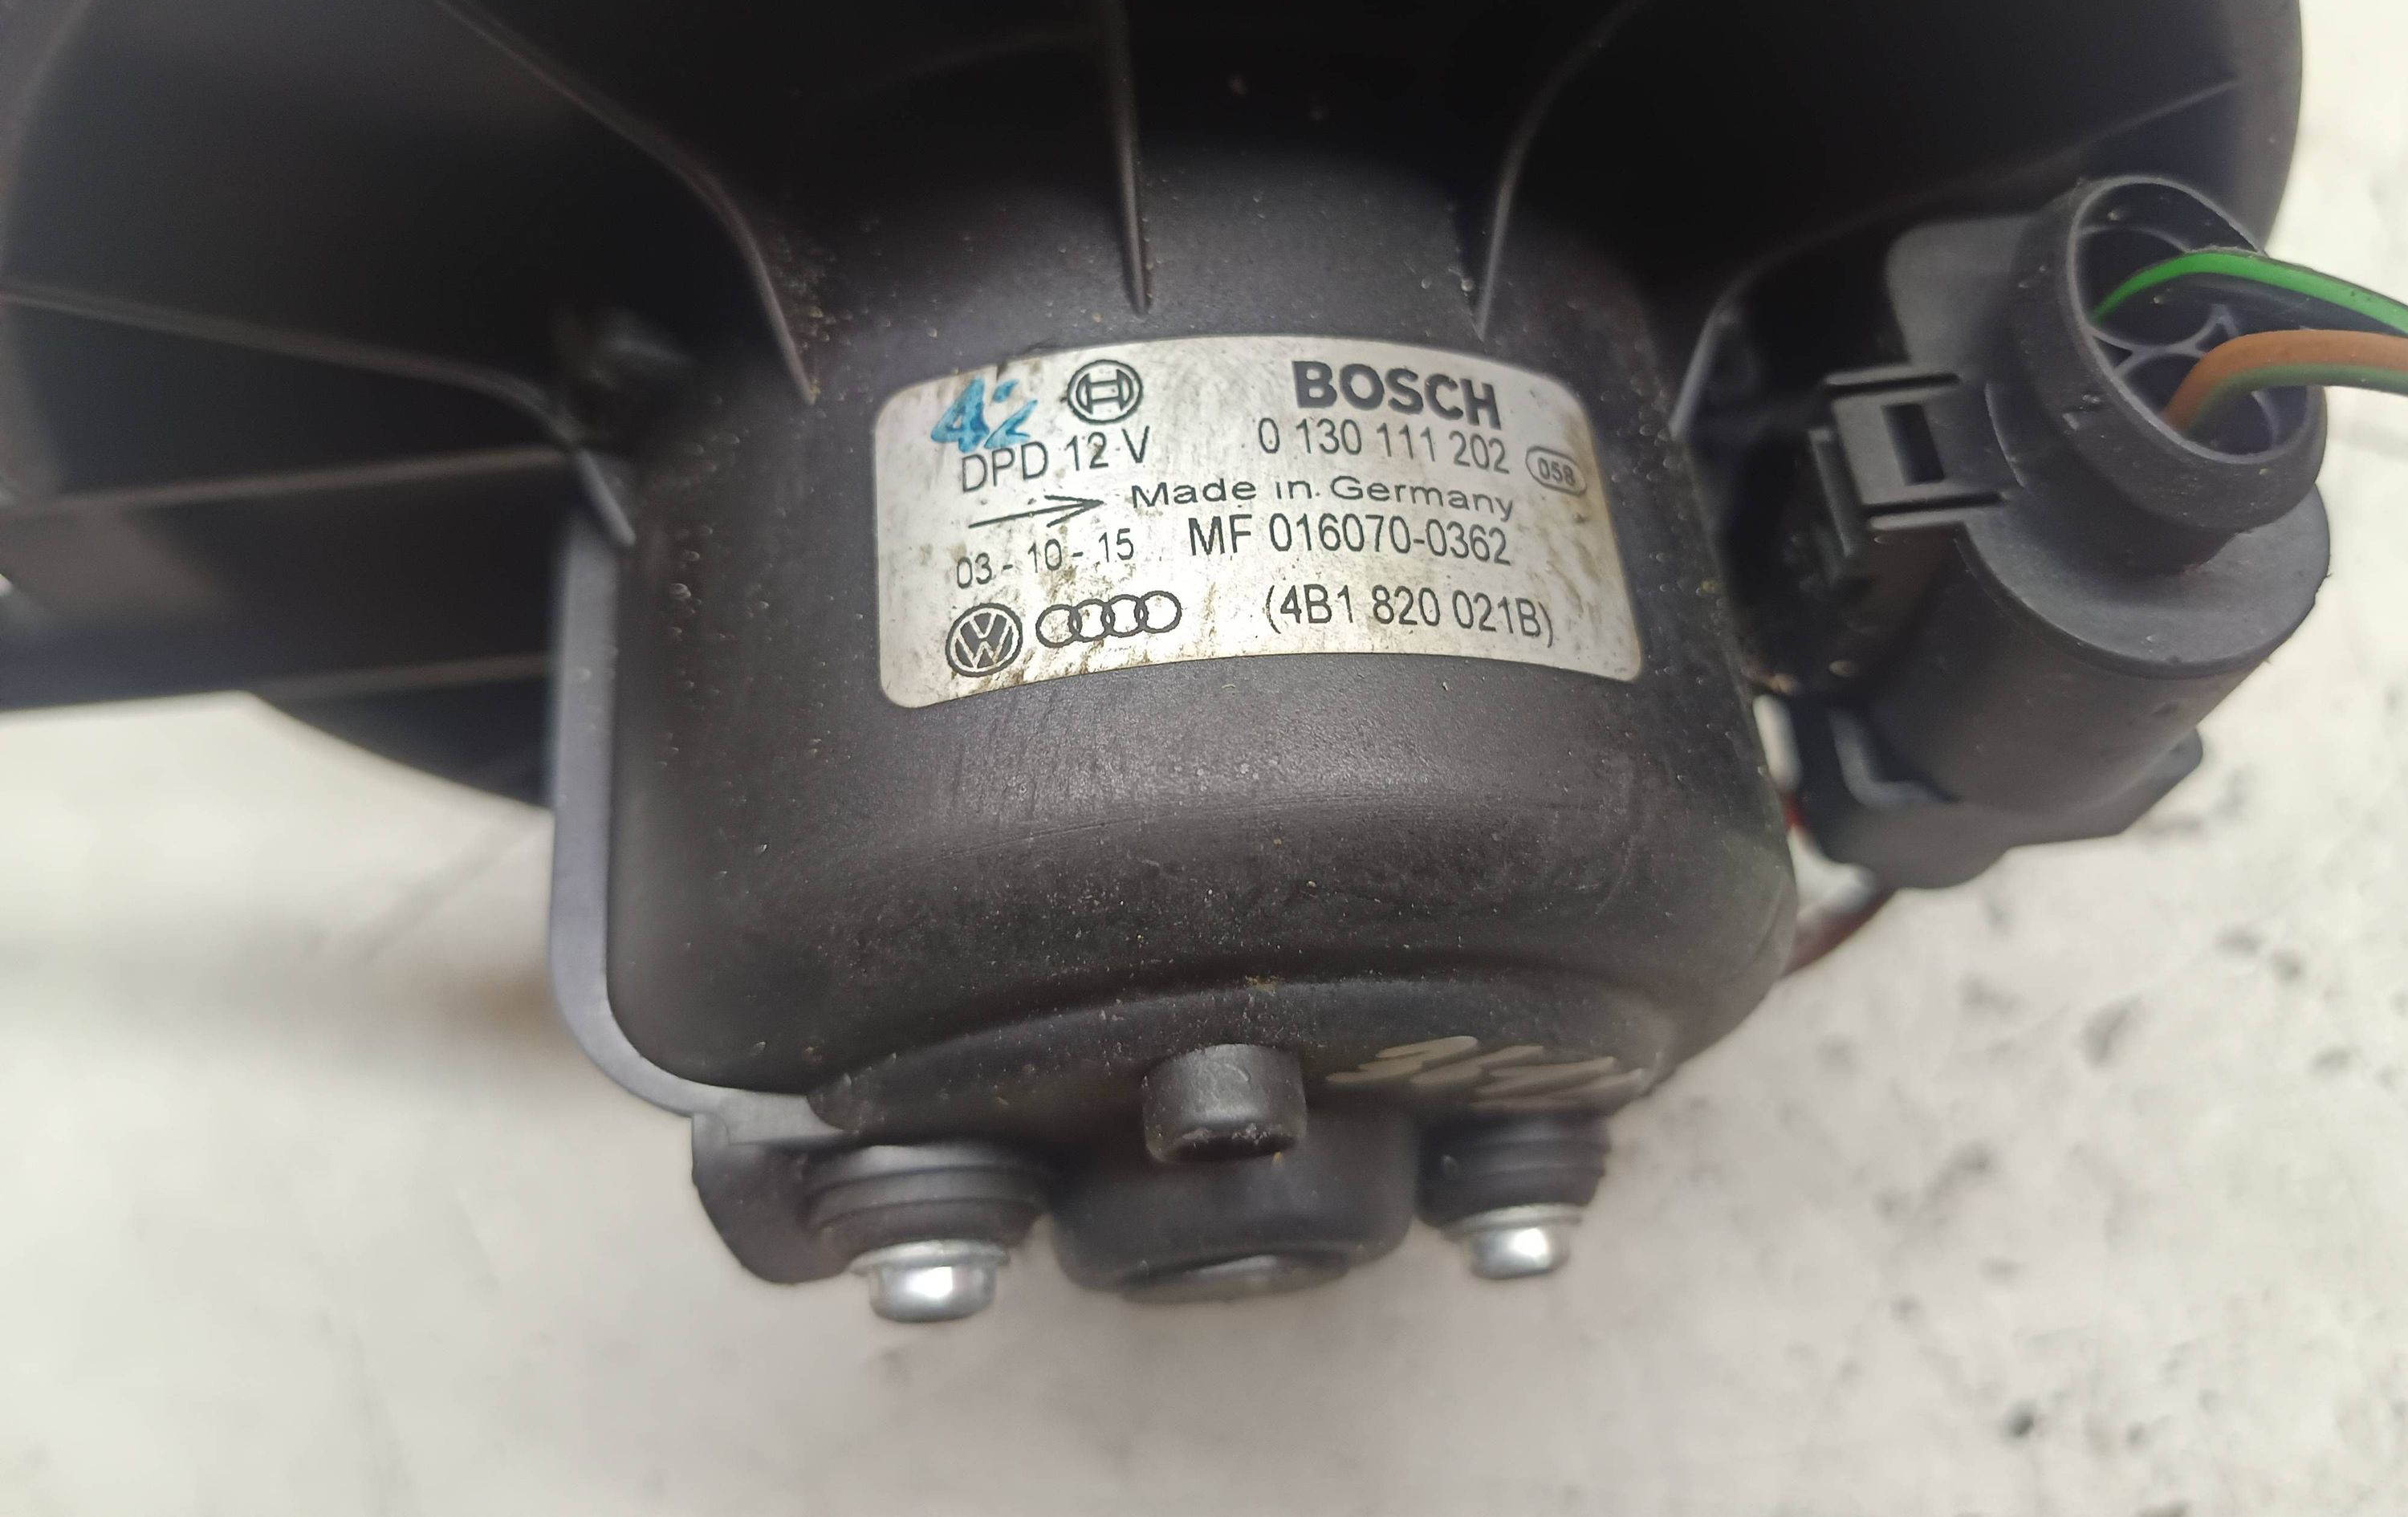 42
BOSCH
DPD 12 V 0 130 111 202 058
Made in Germany
03-10-15 MF 016070-0362
(4B1 820 021B)